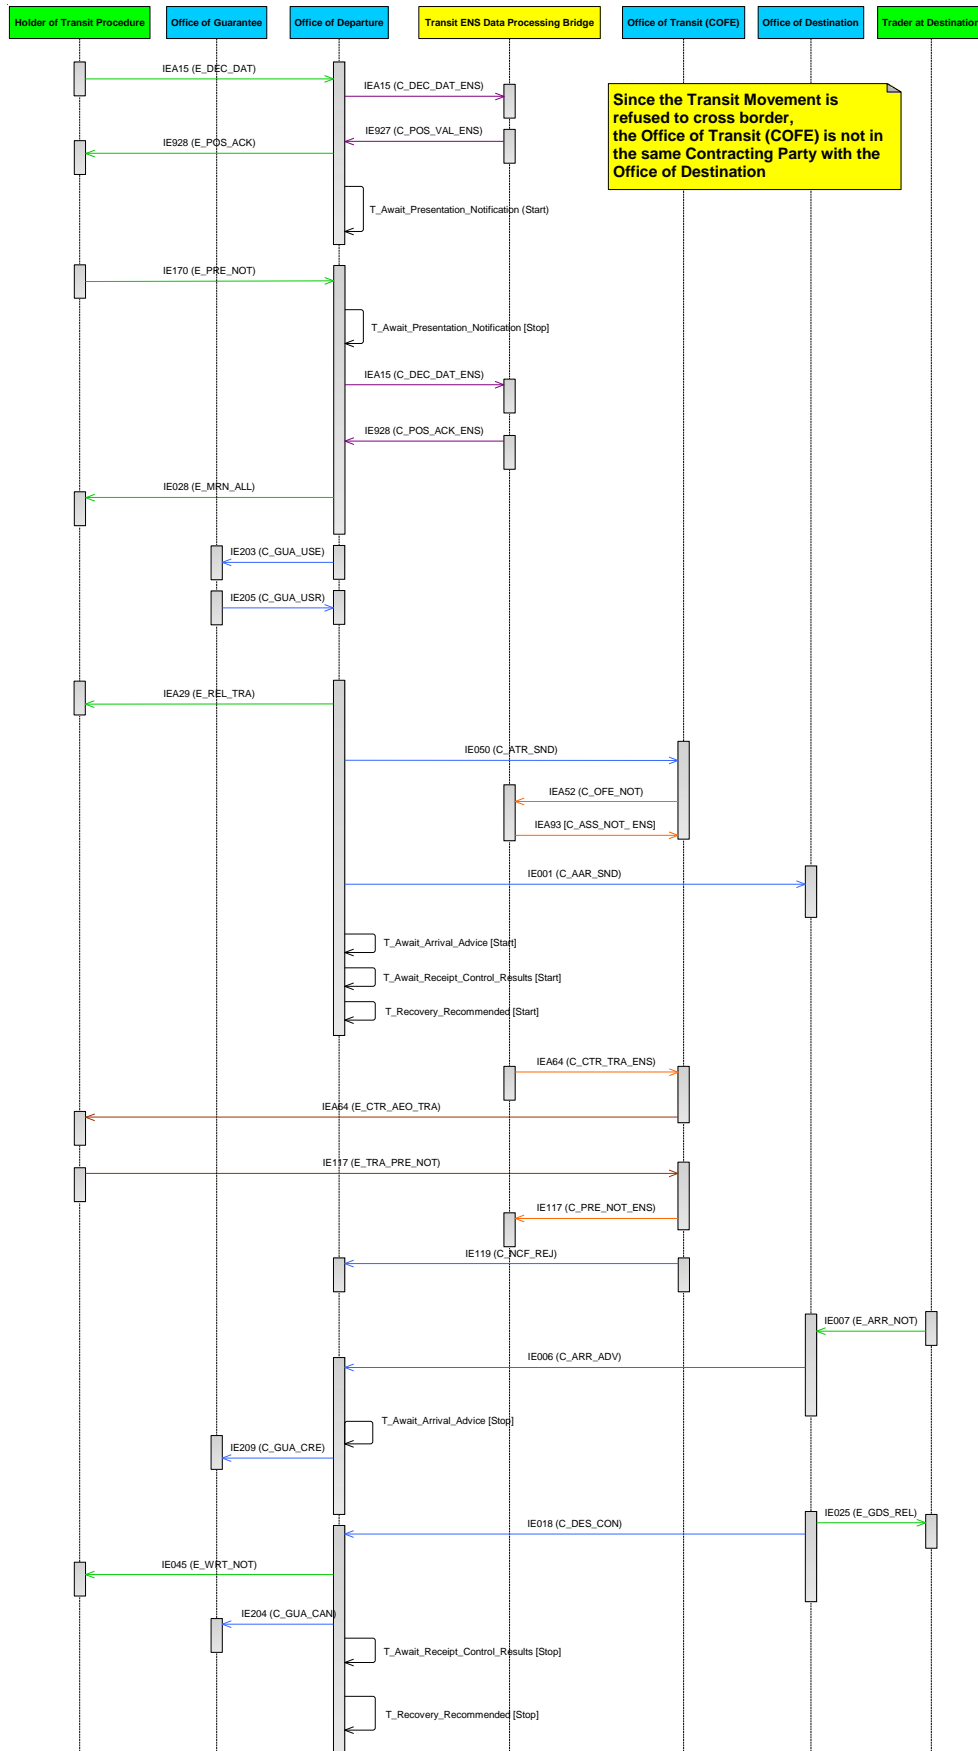 Holder of Transit Procedure
Office of Guarantee
Office of Departure
Transit ENS Data Processing Bridge
Office of Transit (COFE)
Office of Destination
Trader at Destination
IEA15 (E_DEC_DAT)
IEA15 (C_DEC_DAT_ENS)
Since the Transit Movement is
refused to cross border,
the Office of Transit (COFE) is not in
the same Contracting Party with the
Office of Destination
IE927 (C_POS_VAL_ENS)
IE928 (E_POS_ACK)
T_Await_Presentation_Notification (Start)
IE170 (E_PRE_NOT)
T_Await_Presentation_Notification [Stop]
IEA15 (C_DEC_DAT_ENS)
IE928 (C_POS_ACK_ENS)
IE028 (E_MRN_ALL)
IE203 (C_GUA_USE)
IE205 (C_GUA_USR)
IEA29 (E_REL_TRA)
IE050 (C_ATR_SND)
IEA52 (C_OFE_NOT)
IEA93 [C_ASS_NOT_ ENS]
IE001 (C_AAR_SND)
T_Await_Arrival_Advice [Start]
T_Await_Receipt_Control_Results [Start]
T_Recovery_Recommended [Start]
IEA64 (C_CTR_TRA_ENS)
IEA64 (E_CTR_AEO_TRA)
IE117 (E_TRA_PRE_NOT)
IE117 (C_PRE_NOT_ENS)
IE119 (C_NCF_REJ)
IE007 (E_ARR_NOT)
IE006 (C_ARR_ADV)
T_Await_Arrival_Advice [Stop]
IE209 (C_GUA_CRE)
IE025 (E_GDS_REL)
IE018 (C_DES_CON)
IE045 (E_WRT_NOT)
IE204 (C_GUA_CAN)
T_Await_Receipt_Control_Results [Stop]
T_Recovery_Recommended [Stop]